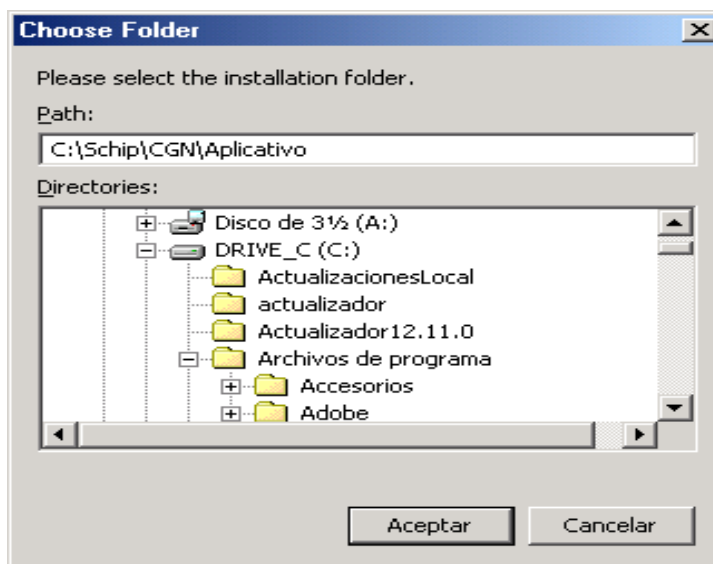 Choose Folder
Please select the installation folder.
Path:
C:\Schip\CGN\Aplicativo
Directories:
Disco de 3½ (A:)
DRIVE_C (C:)
ActualizacionesLocal
actualizador
Actualizador12.11.0
Archivos de programa
Accesorios
Adobe
Aceptar Cancelar